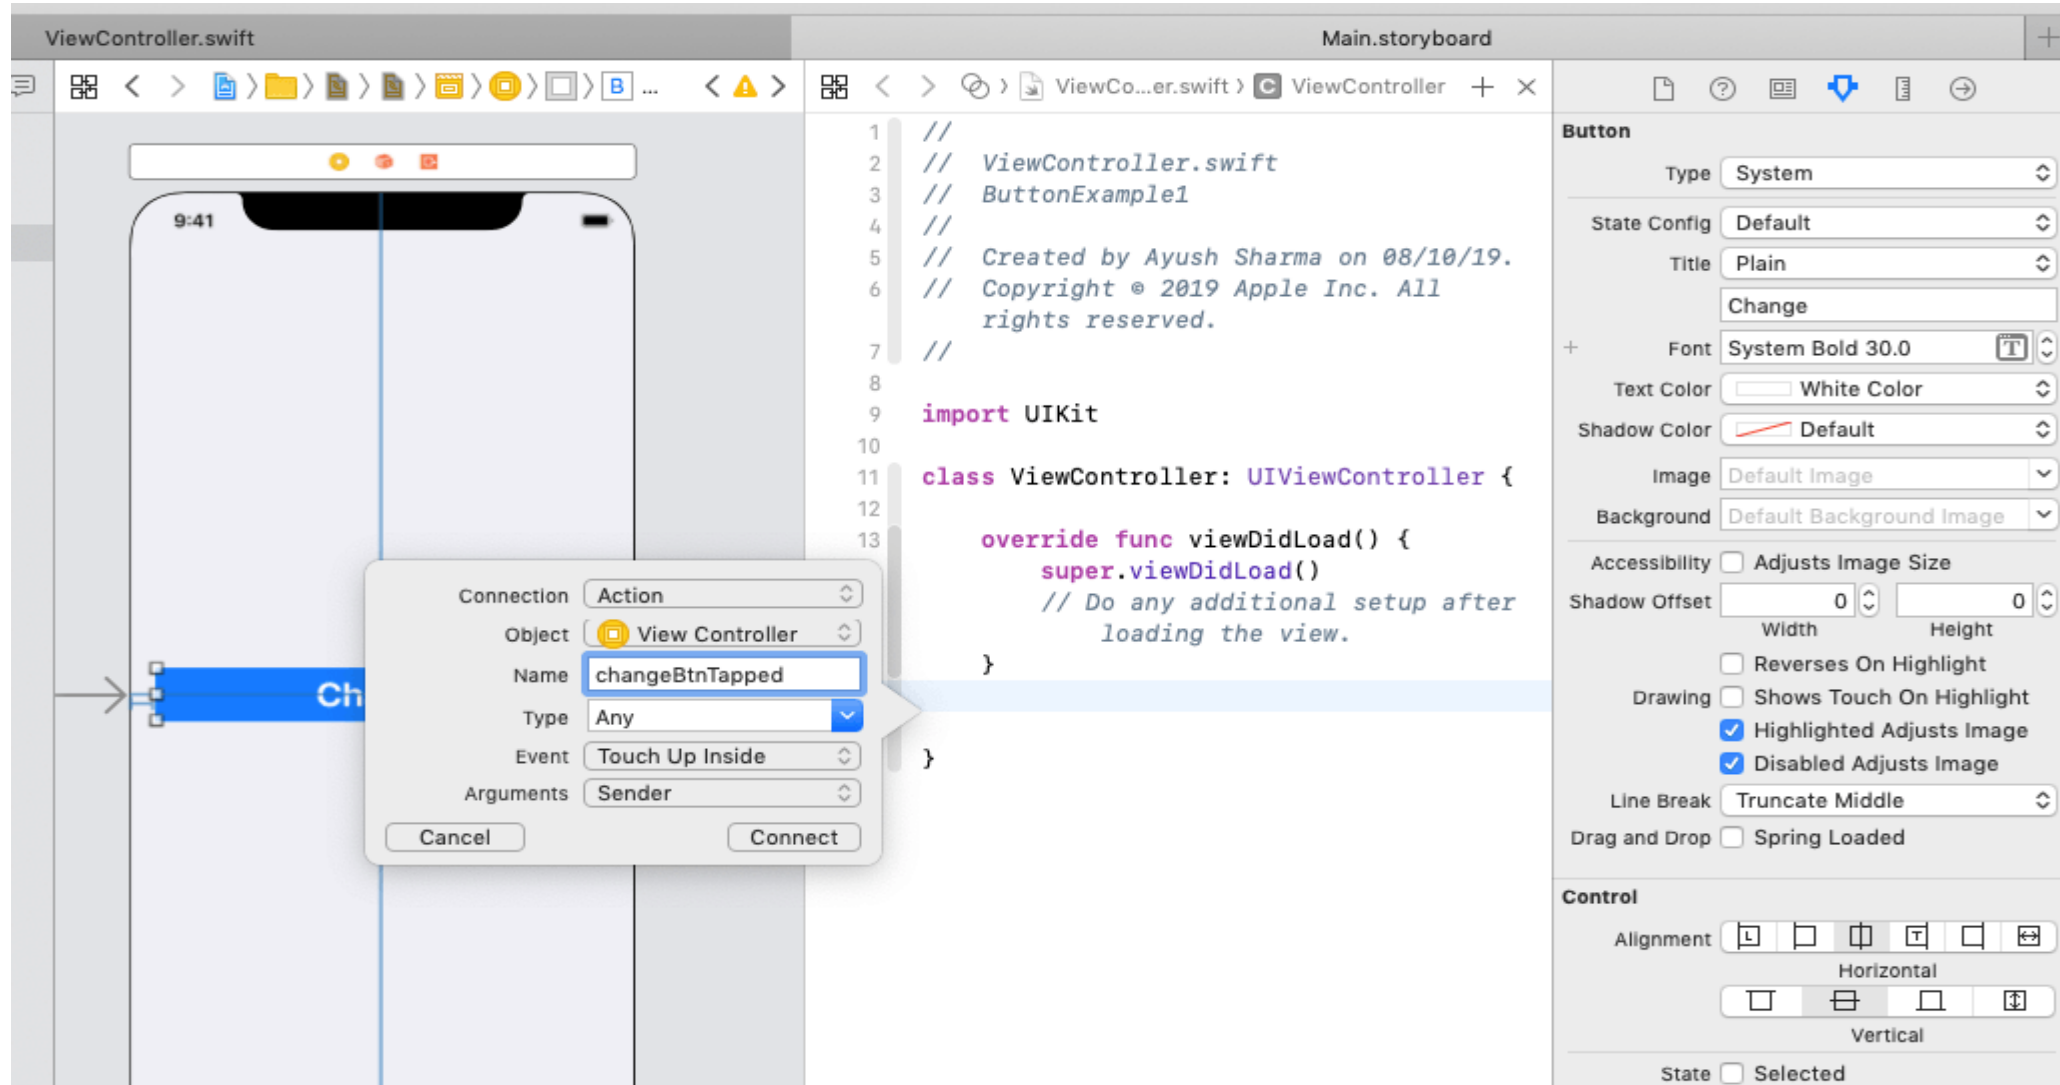 ViewController.swift
Main.storyboard
B ...
ViewCo...er.swift
C ViewController
9:41
Ch
Connection Action
Object View Controller
Name changeBtnTapped
Type Any
Event Touch Up Inside
Arguments Sender
Cancel Connect
1 //
2 // ViewController.swift
3 // ButtonExample1
4 //
5 // Created by Ayush Sharma on 08/10/19.
6 // Copyright © 2019 Apple Inc. All
rights reserved.
7 //
8
9 import UIKit
10
11 class ViewController: UIViewController {
12
13 override func viewDidLoad() {
super.viewDidLoad()
// Do any additional setup after
loading the view.
}
}
Button
Type System
State Config Default
Title Plain
Change
Font System Bold 30.0 T
Text Color White Color
Shadow Color Default
Image Default Image
Background Default Background Image
Accessibility Adjusts Image Size
Shadow Offset 0 0
Width Height
Reverses On Highlight
Drawing Shows Touch On Highlight
Highlighted Adjusts Image
Disabled Adjusts Image
Line Break Truncate Middle
Drag and Drop Spring Loaded
Control
Alignment
Horizontal
Vertical
State Selected